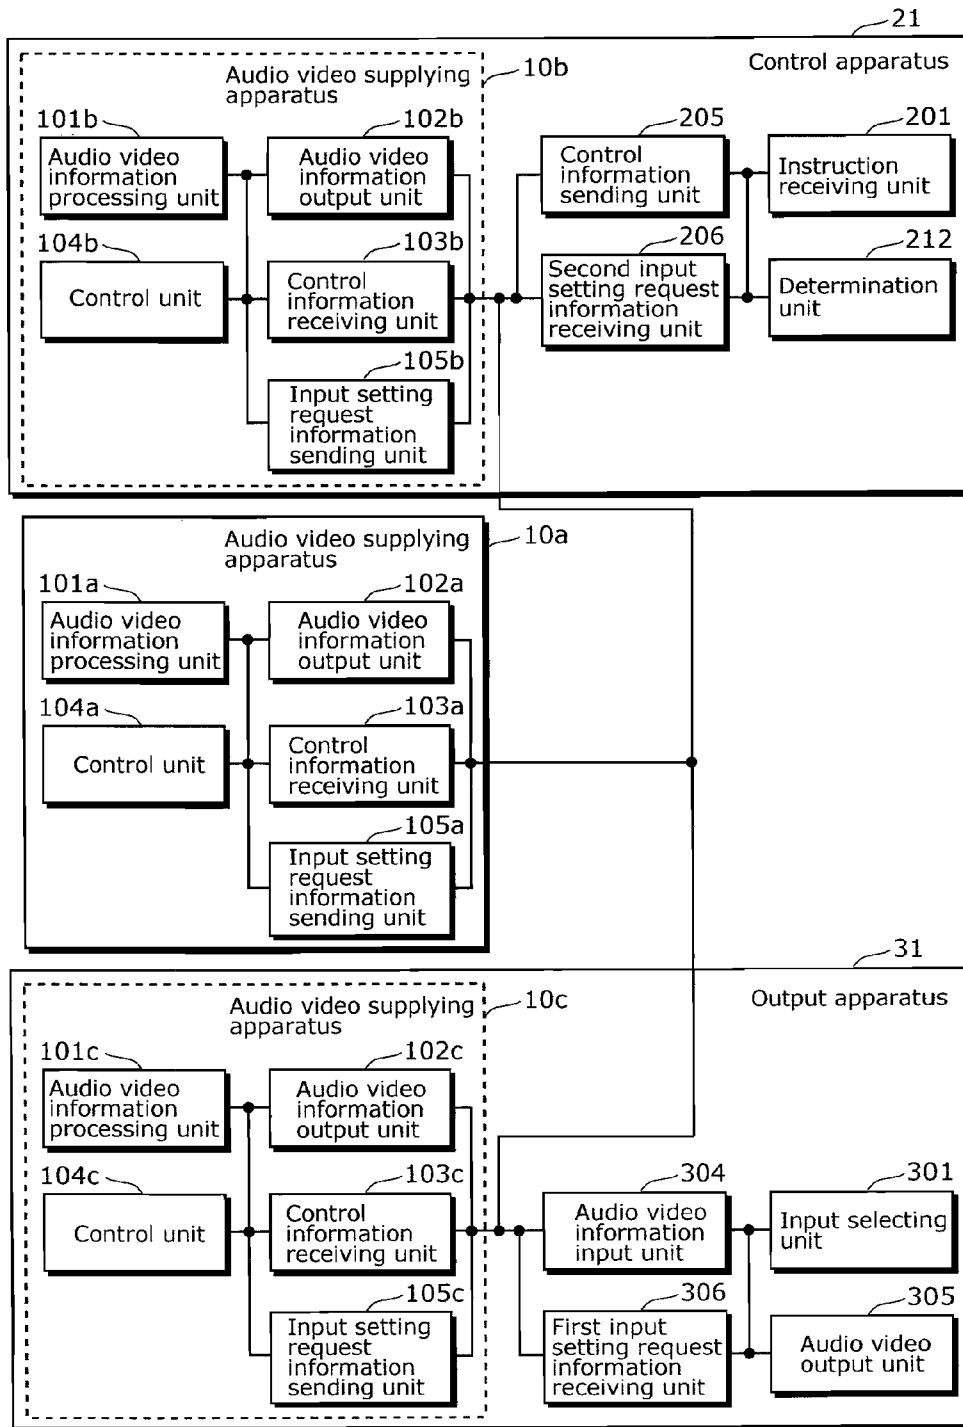 21
Control apparatus
Audio video supplying
apparatus
10b
101b
Audio video
information
processing unit
102b
Audio video
information
output unit
205
Control
information
sending unit
201
Instruction
receiving unit
104b
Control unit
103b
Control
information
receiving unit
206
Second input
setting request
information
receiving unit
212
Determination
unit
105b
Input setting
request
information
sending unit
Audio video supplying
apparatus
10a
101a
Audio video
information
processing unit
102a
Audio video
information
output unit
104a
Control unit
103a
Control
information
receiving unit
105a
Input setting
request
information
sending unit
31
Output apparatus
Audio video supplying
apparatus
10c
101c
Audio video
information
processing unit
102c
Audio video
information
output unit
104c
Control unit
103c
Control
information
receiving unit
304
Audio video
information
input unit
301
Input selecting
unit
105c
Input setting
request
information
sending unit
306
First input
setting request
information
receiving unit
305
Audio video
output unit